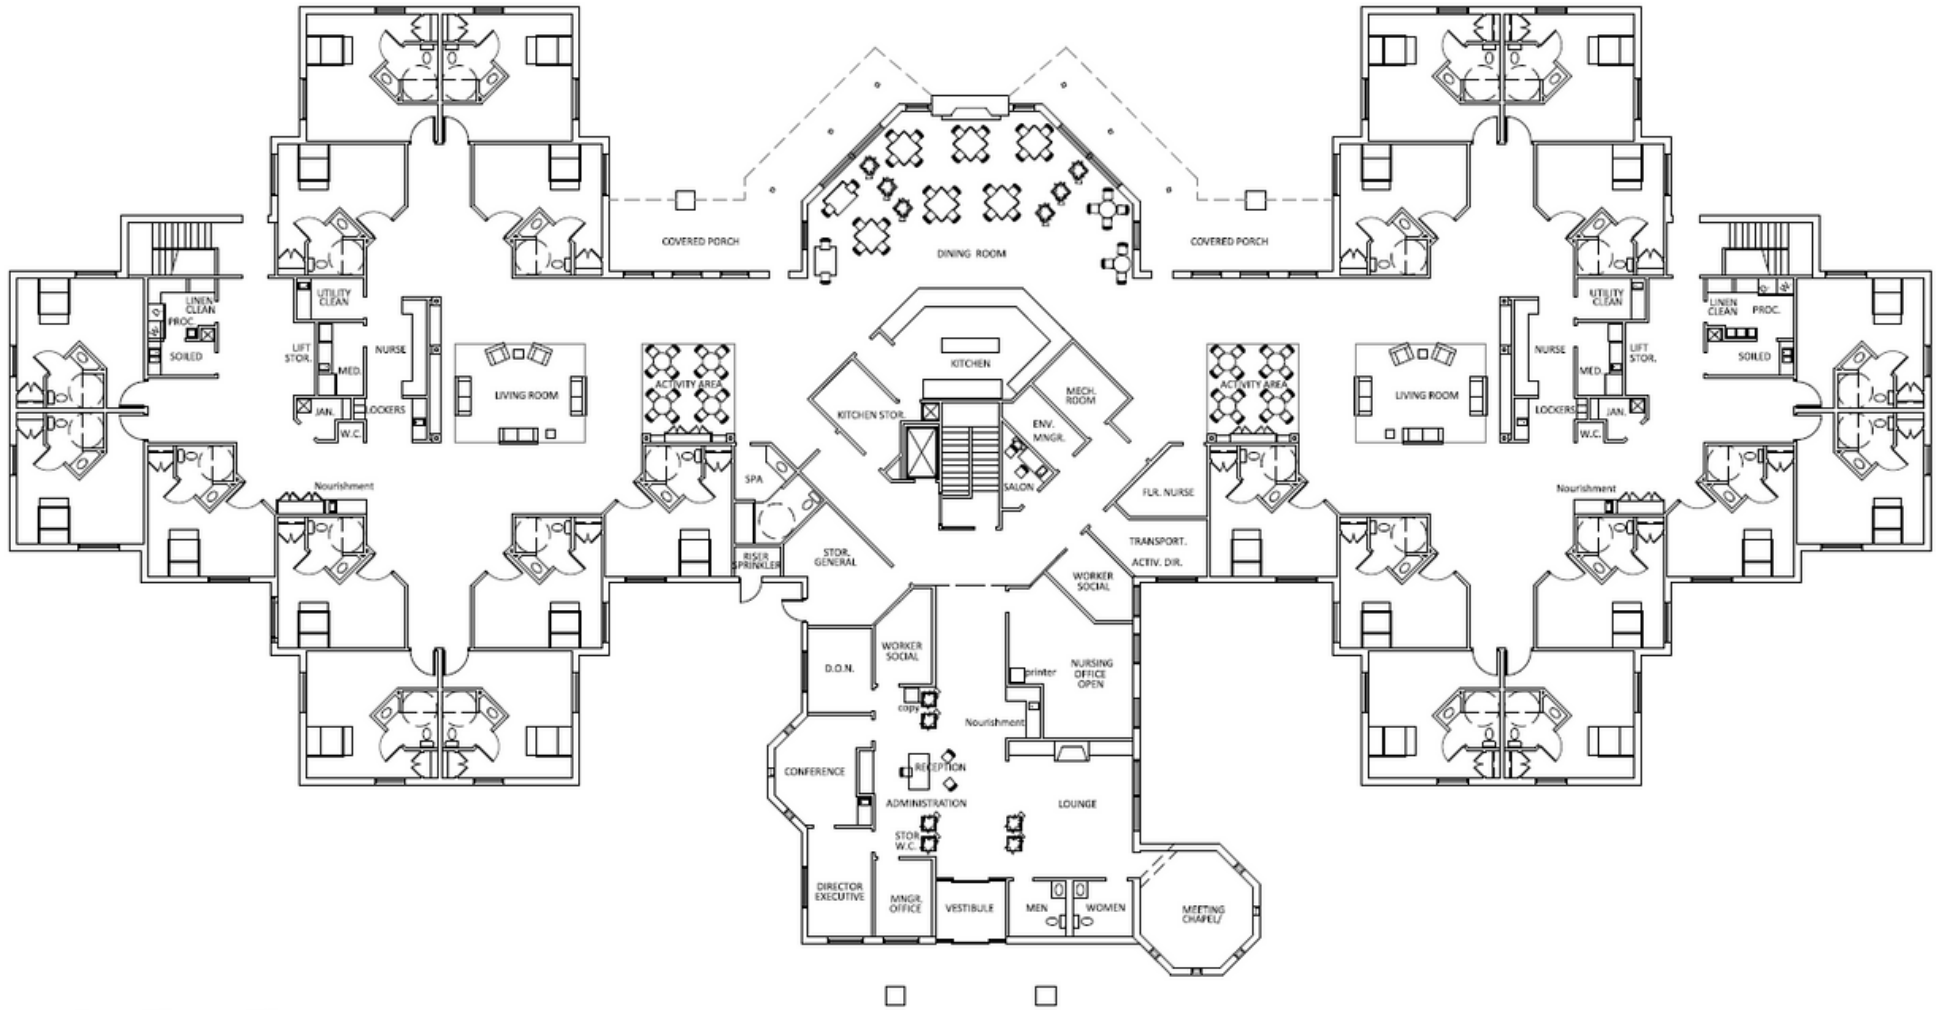 COVERED PORCH
DINING ROOM
COVERED PORCH
UTILITY
CLEAN
LINEN
CLEAN
PROC.
SOILED
LIFT
STOR.
NURSE
MED.
JAN.
LOCKERS
W.C.
LIVING ROOM
ACTIVITY AREA
KITCHEN
KITCHEN STOR.
MECH.
ROOM
ENV.
MNGR.
SALON
ACTIVITY AREA
LIVING ROOM
NURSE
UTILITY
CLEAN
LIFT
STOR.
MED.
LOCKERS
JAN.
W.C.
LINEN
CLEAN
PROC.
SOILED
Nourishment
SPA
RISER
SPRINKLER
STOR.
GENERAL
FLR. NURSE
TRANSPORT.
ACTIV. DIR.
WORKER
SOCIAL
Nourishment
D.O.N.
WORKER
SOCIAL
copy
printer
NURSING
OFFICE
OPEN
Nourishment
CONFERENCE
RECEPTION
ADMINISTRATION
LOUNGE
STOR
W.C.
DIRECTOR
EXECUTIVE
MNGR.
OFFICE
VESTIBULE
MEN
WOMEN
MEETING
CHAPEL/